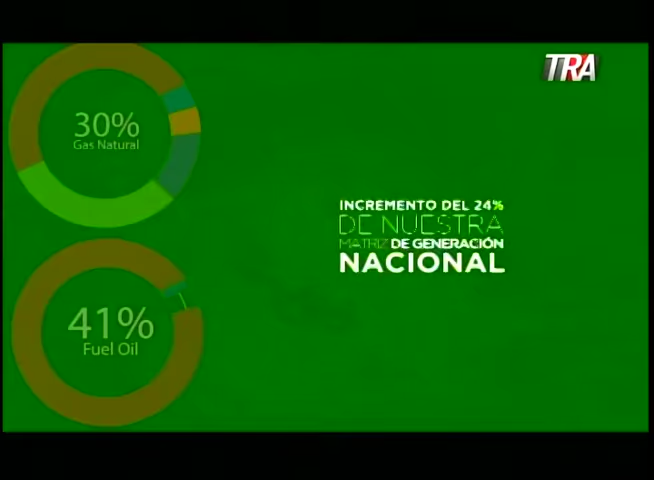 TRA
30%
Gas Natural
INCREMENTO DEL 24%
DE NUESTRA
MATRIZ DE GENERACIÓN
NACIONAL
41%
Fuel Oil